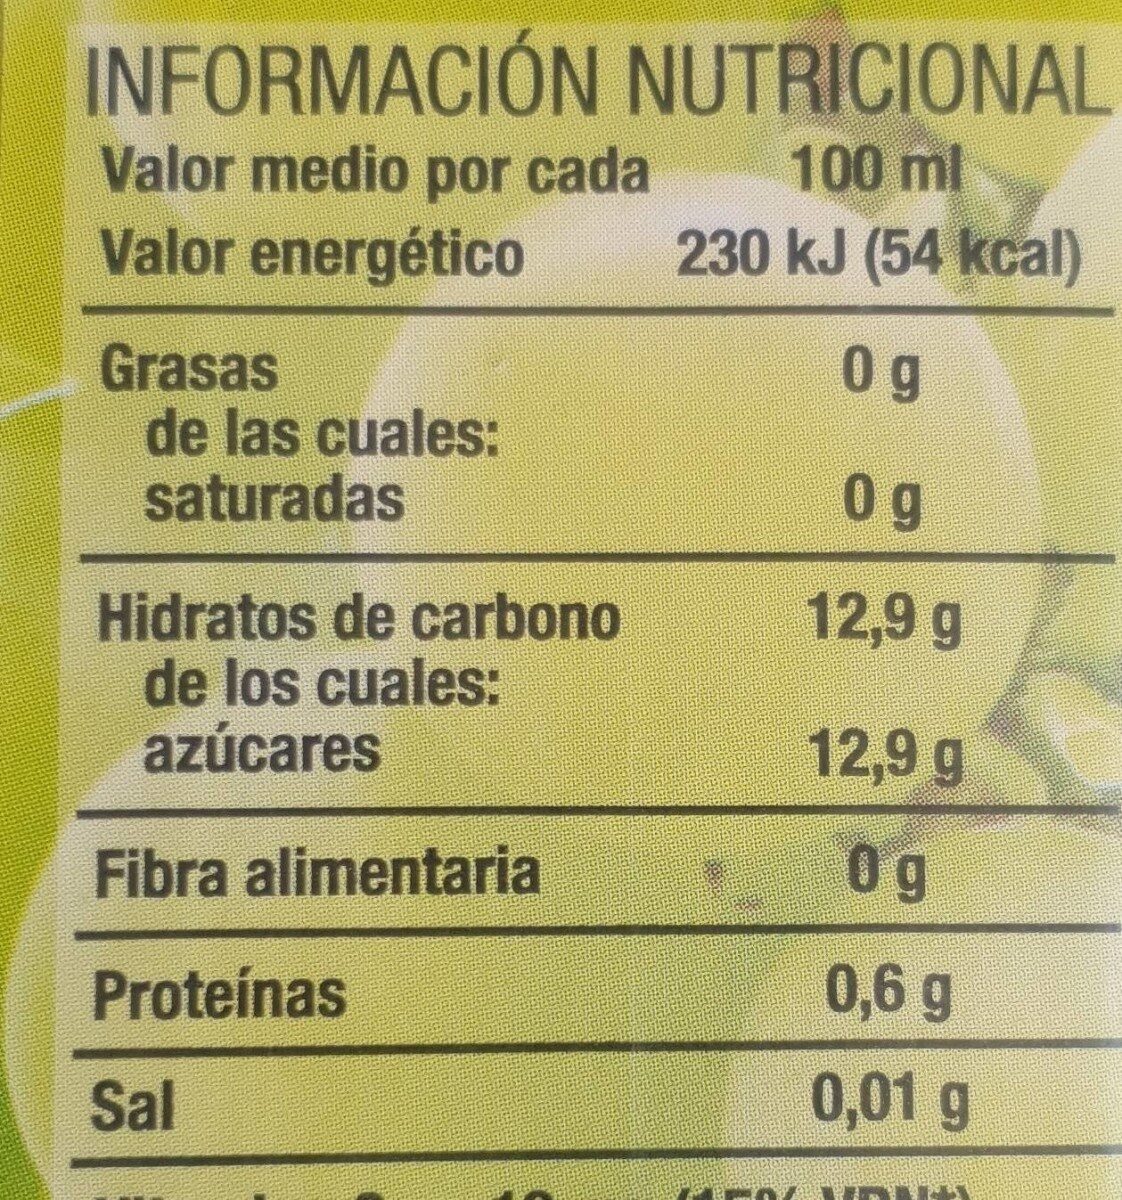 INFORMACIÓN NUTRICIONAL
Valor medio por cada 100 ml
Valor energético 230 kJ (54 kcal)
Grasas 0 g
de las cuales:
saturadas 0 g
Hidratos de carbono 12,9 g
de los cuales:
azúcares 12,9 g
Fibra alimentaria 0 g
Proteínas 0,6 g
Sal 0,01 g